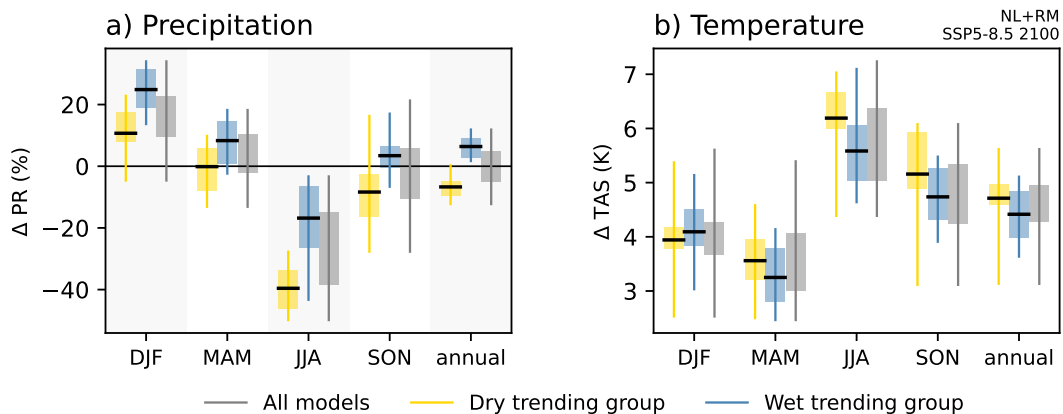 a) Precipitation
b) Temperature
NL+RM
SSP5-8.5 2100
Δ PR (%)
20
0
−20
−40
DJF MAM JJA SON annual
Δ TAS (K)
7
6
5
4
3
DJF MAM JJA SON annual
All models Dry trending group Wet trending group